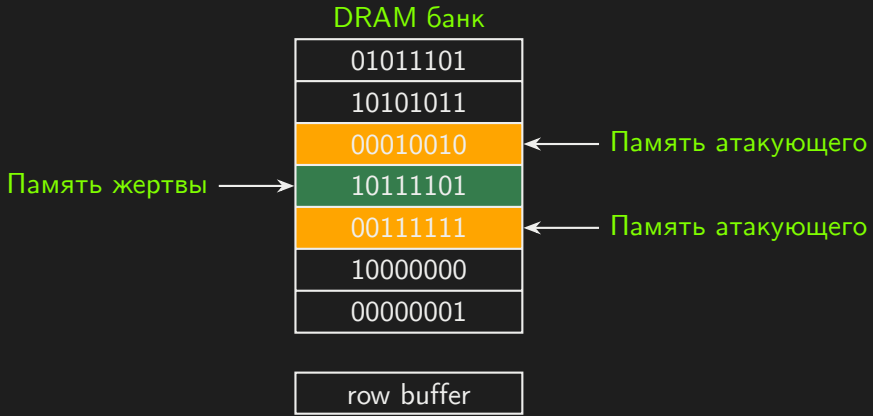 DRAM банк
01011101
10101011
00010010
Память атакующего
Память жертвы
10111101
00111111
Память атакующего
10000000
00000001
row buffer